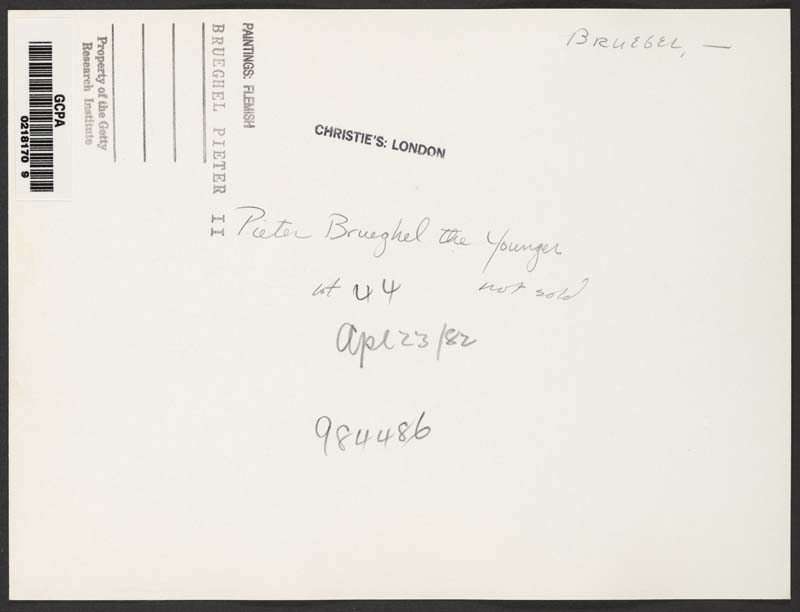 BRUEGEL, —
GCPA
0218170 9
Property of the Getty
Research Institute
BRUEGHEL PIETER II
PAINTINGS: FLEMISH
CHRISTIE'S: LONDON
Pieter Brueghel the Younger
lot 44 not sold
Apl 23/82
984486